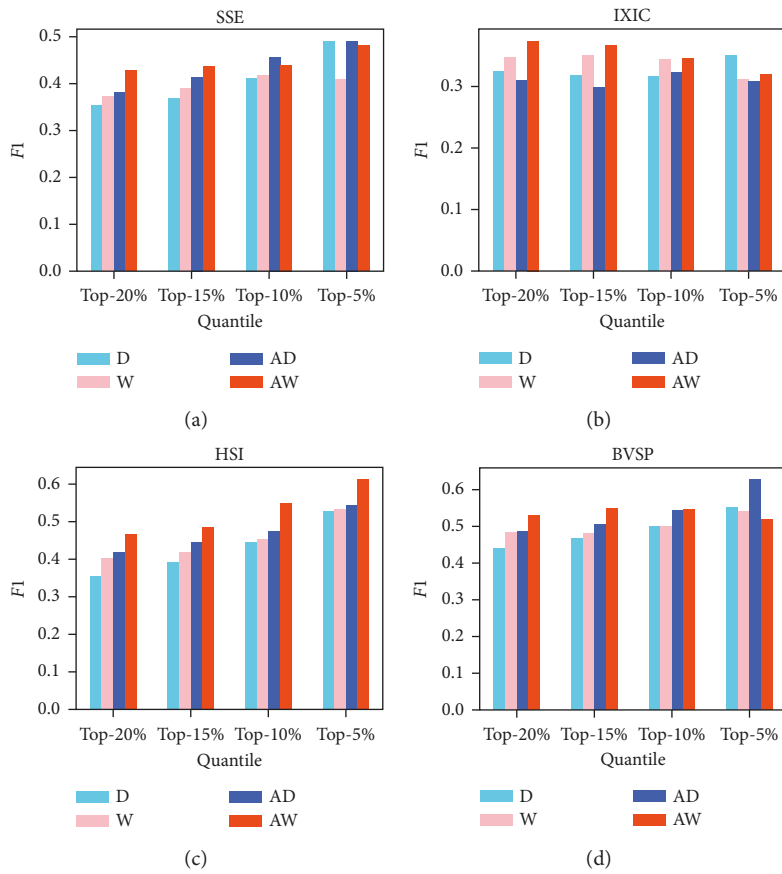 SSE
0.5
0.4
0.3
0.2
0.1
0.0
F1
Top-20% Top-15% Top-10% Top-5%
Quantile
D AD
W AW
(a)
IXIC
0.3
0.2
0.1
0.0
F1
Top-20% Top-15% Top-10% Top-5%
Quantile
D AD
W AW
(b)
HSI
0.6
0.5
0.4
0.3
0.2
0.1
0.0
F1
Top-20% Top-15% Top-10% Top-5%
Quantile
D AD
W AW
(c)
BVSP
0.6
0.5
0.4
0.3
0.2
0.1
0.0
F1
Top-20% Top-15% Top-10% Top-5%
Quantile
D AD
W AW
(d)